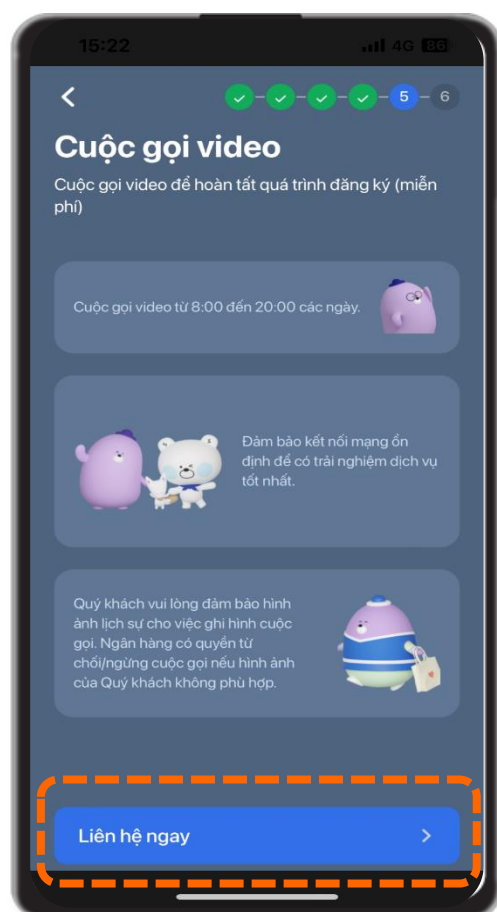 15:22 4G 86
5 6
Cuộc gọi video
Cuộc gọi video để hoàn tất quá trình đăng ký (miễn
phí)
Cuộc gọi video từ 8:00 đến 20:00 các ngày.
Đảm bảo kết nối mạng ổn
định để có trải nghiệm dịch vụ
tốt nhất.
Quý khách vui lòng đảm bảo hình
ảnh lịch sự cho việc ghi hình cuộc
gọi. Ngân hàng có quyền từ
chối/ngừng cuộc gọi nếu hình ảnh
của Quý khách không phù hợp.
Liên hệ ngay